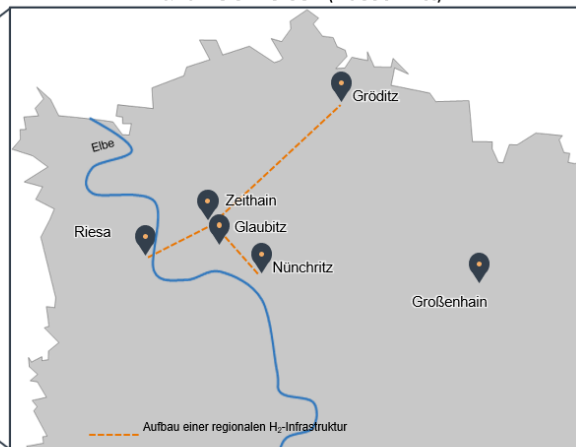 Gröditz
Elbe
Zeithain
Glaubitz
Riesa
Nünchritz
Großenhain
Aufbau einer regionalen H₂-Infrastruktur